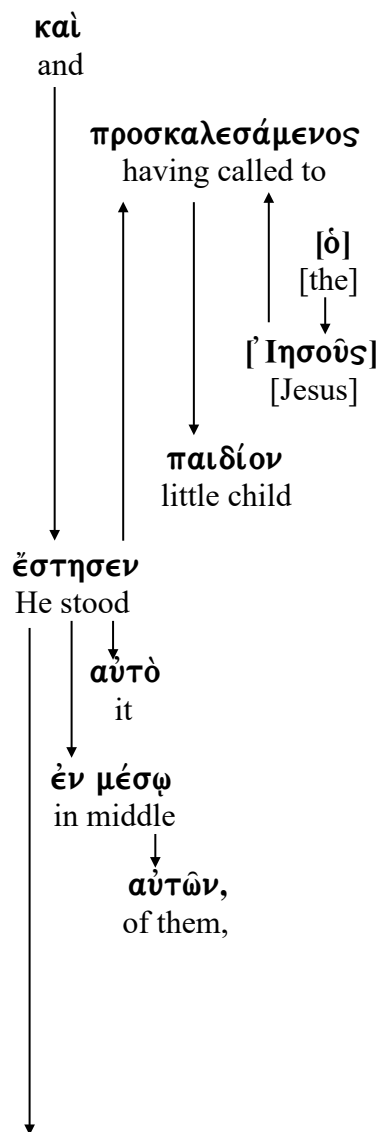 καὶ
and
προσκαλεσάμενος
having called to
[ὁ]
[the]
[Ἰησοῦς]
[Jesus]
παιδίον
little child
ἔστησεν
He stood
αὐτὸ
it
ἐν μέσῳ
in middle
αὐτῶν,
of them,